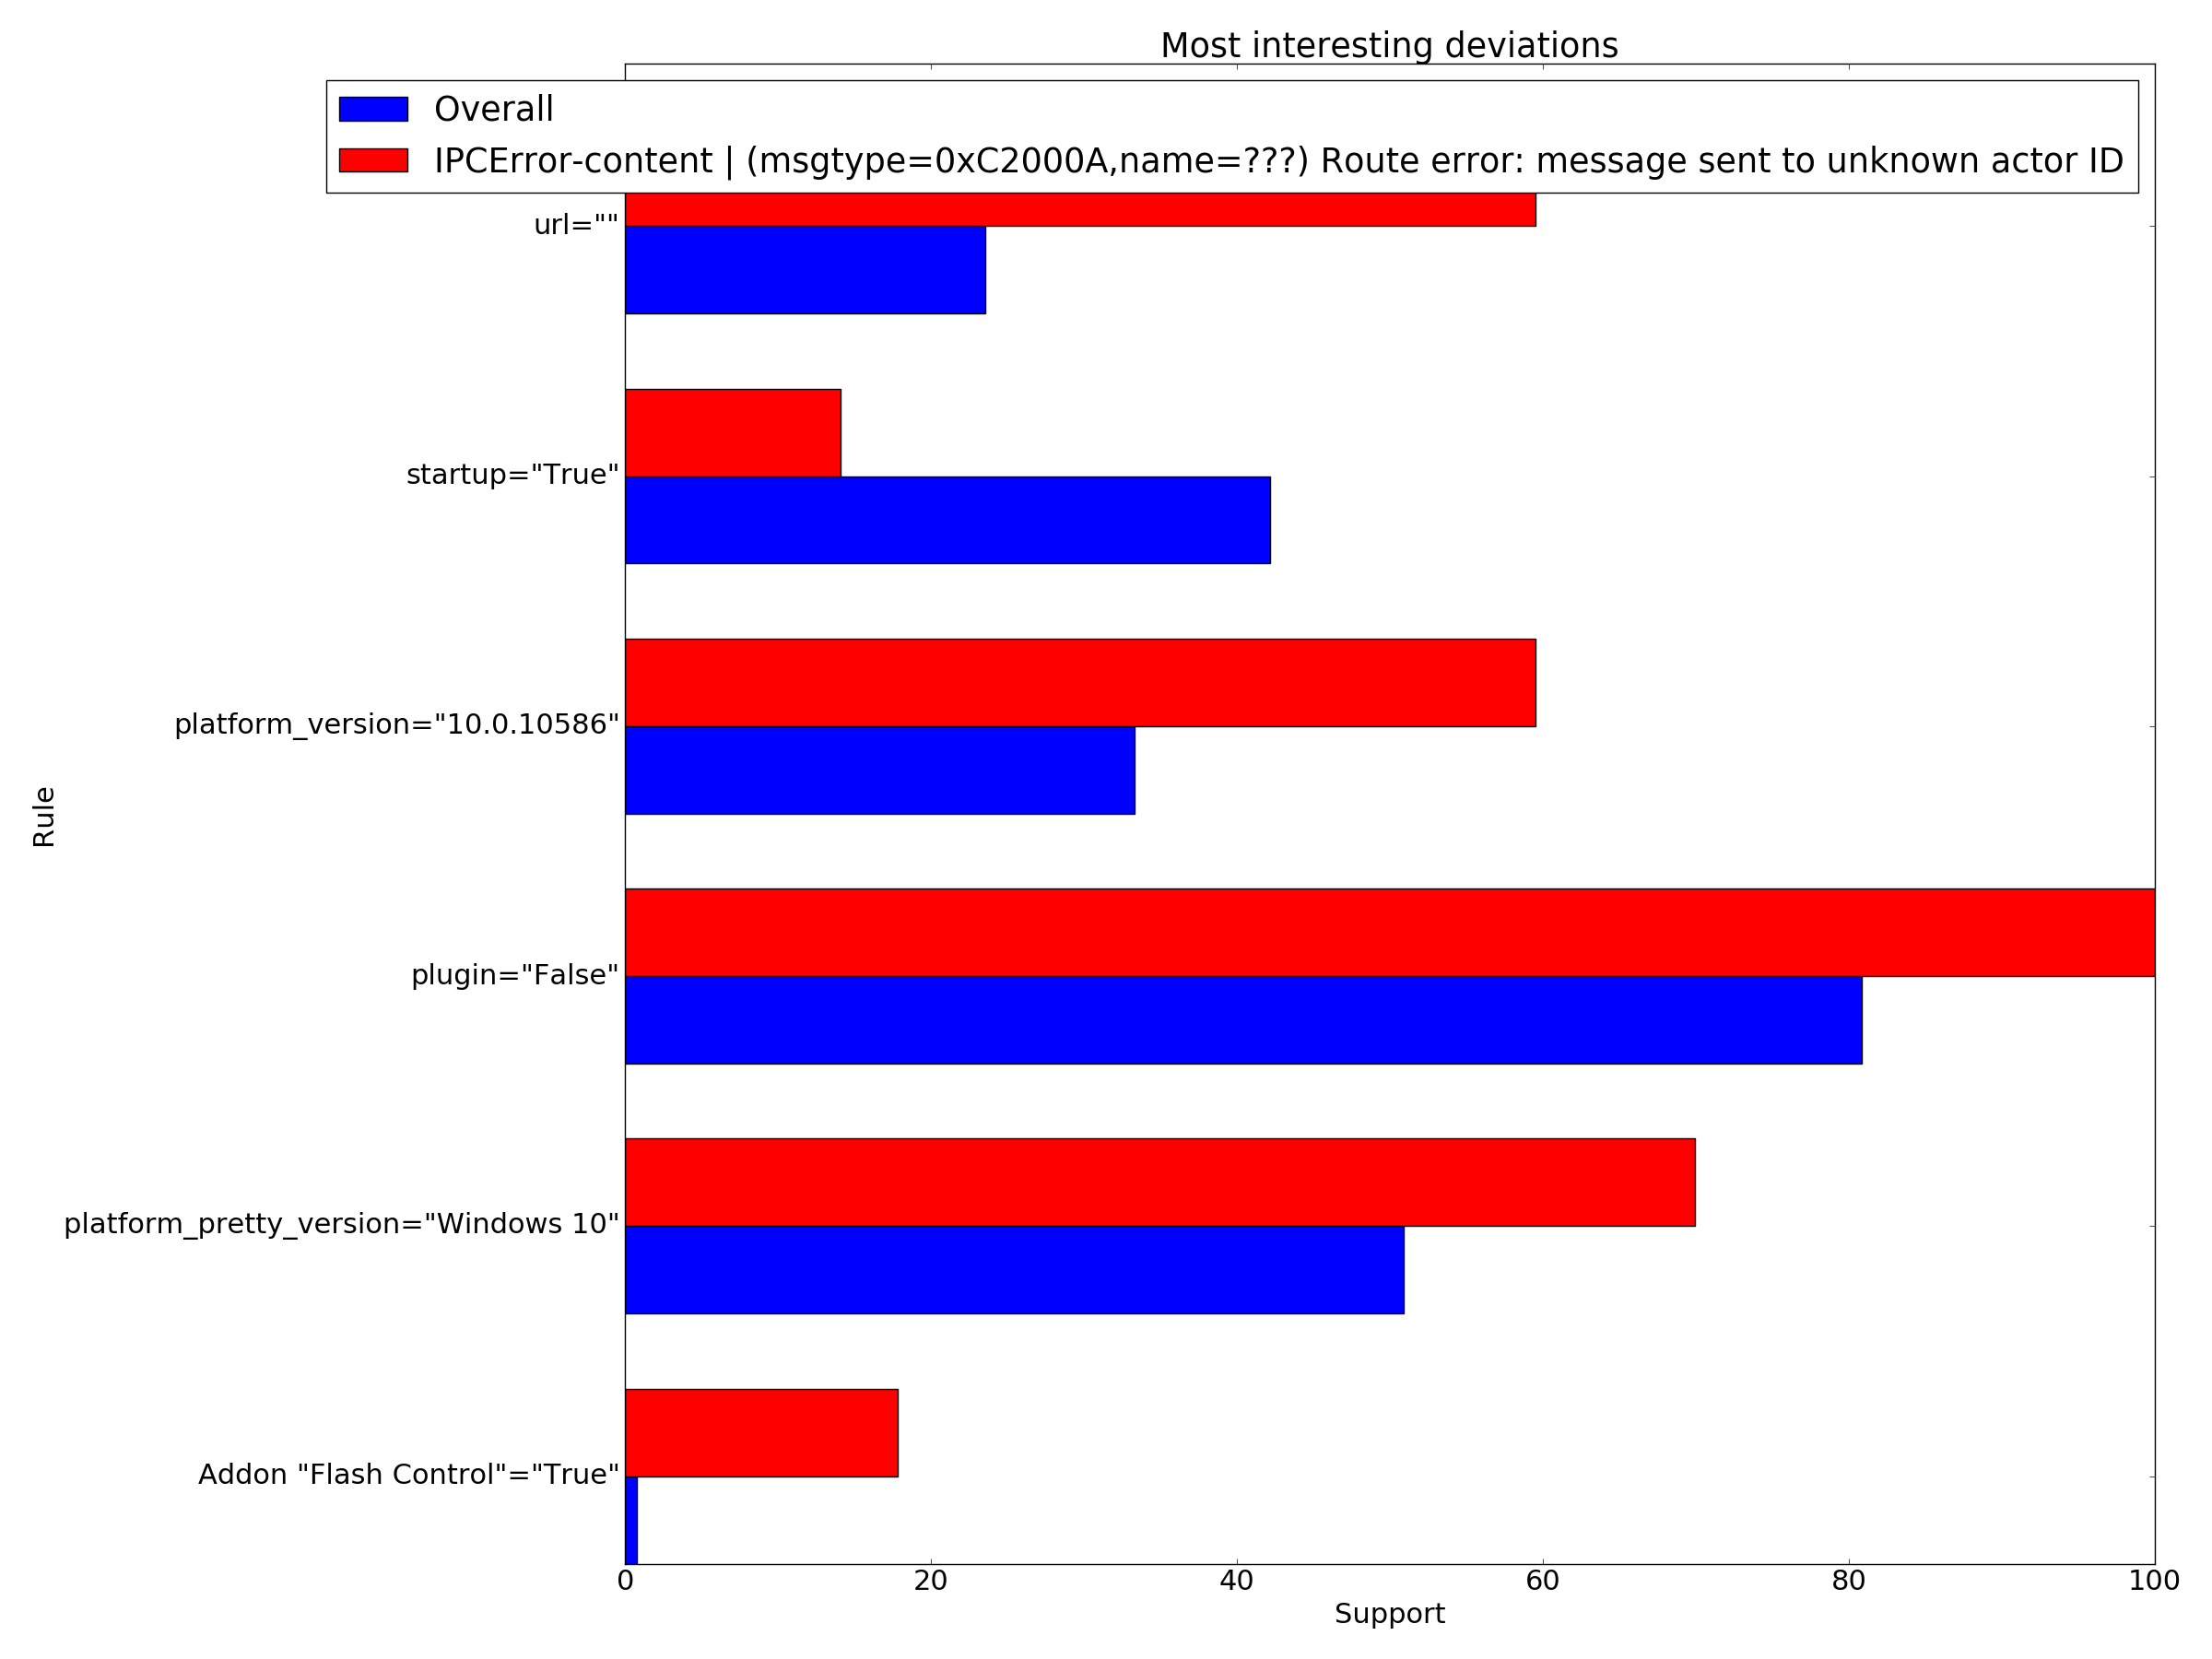 Most interesting deviations
Overall
IPCError-content | (msgtype=0xC2000A,name=???) Route error: message sent to unknown actor ID
url=""
startup="True"
platform_version="10.0.10586"
Rule
plugin="False"
platform_pretty_version="Windows 10"
Addon "Flash Control"="True"
0 20 40 60 80 100
Support